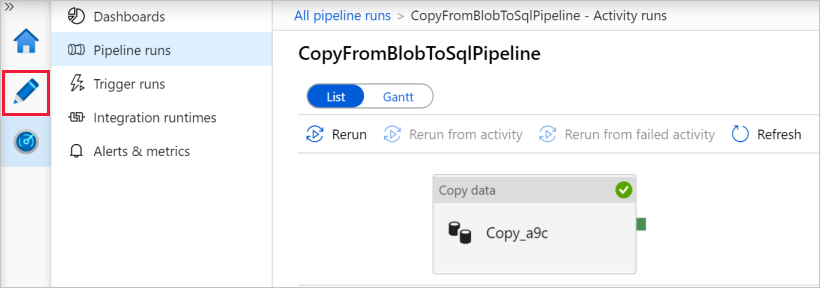 Dashboards
Pipeline runs
Trigger runs
Integration runtimes
Alerts & metrics
All pipeline runs > CopyFromBlobToSqlPipeline - Activity runs
CopyFromBlobToSqlPipeline
List Gantt
Rerun Rerun from activity Rerun from failed activity Refresh
Copy data
Copy_a9c